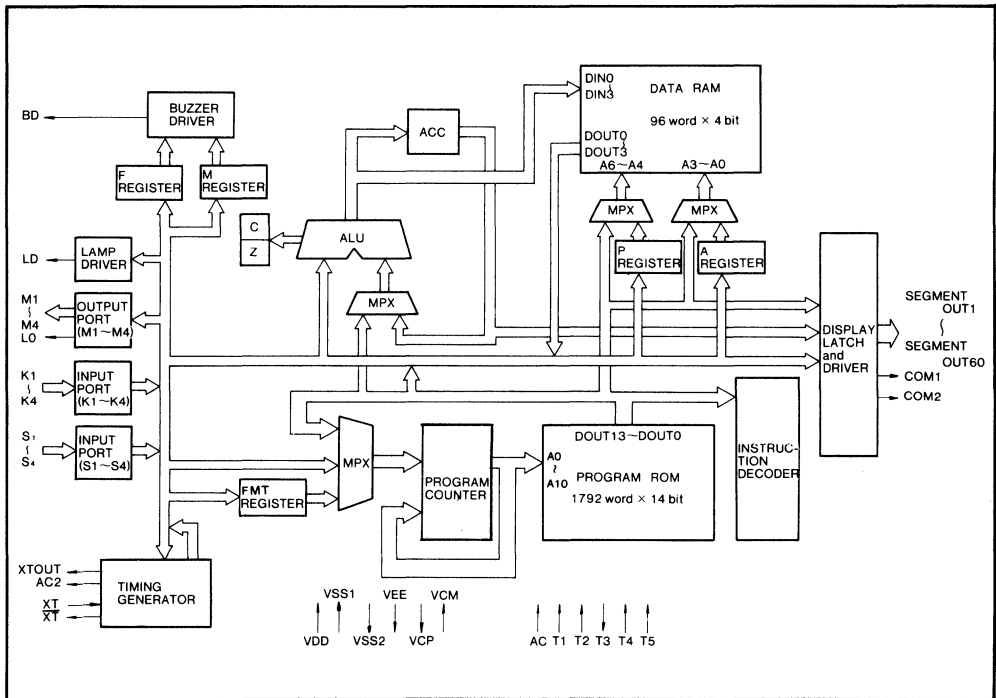 BD
BUZZER
DRIVER
F
REGISTER
M
REGISTER
LD
LAMP
DRIVER
M1
~
M4
L0
OUTPUT
PORT
(M1~M4)
K1
~
K4
INPUT
PORT
(K1~K4)
S1
~
S4
INPUT
PORT
(S1~S4)
XTOUT
AC2
XT
XT
TIMING
GENERATOR
C
Z
ALU
ACC
MPX
DIN0
~
DIN3
DATA RAM
96 word × 4 bit
DOUT0
~
DOUT3
A6~A4
A3~A0
MPX
MPX
P
REGISTER
A
REGISTER
DISPLAY
LATCH
and
DRIVER
SEGMENT
OUT1
~
SEGMENT
OUT60
COM1
COM2
FMT
REGISTER
MPX
PROGRAM
COUNTER
DOUT13~DOUT0
A0
~
A10
PROGRAM ROM
1792 word × 14 bit
INSTRUC-
TION
DECODER
VSS1
VEE
VCM
VDD
VSS2
VCP
AC T1 T2 T3 T4 T5